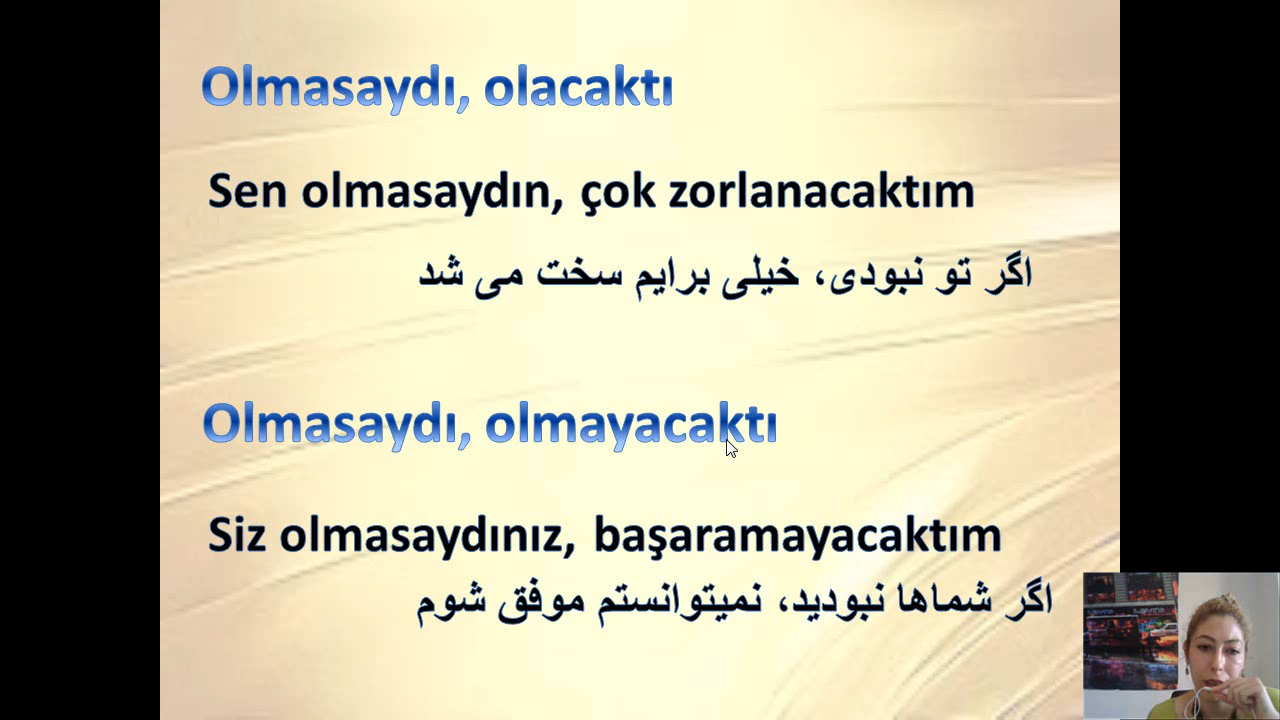 Olmasaydı, olacaktı
Sen olmasaydın, çok zorlanacaktım
اگر تو نبودی، خیلی برایم سخت می شد
Olmasaydı, olmayacaktı
Siz olmasaydınız, başaramayacaktım
اگر شماها نبودید، نمیتوانستم موفق شوم